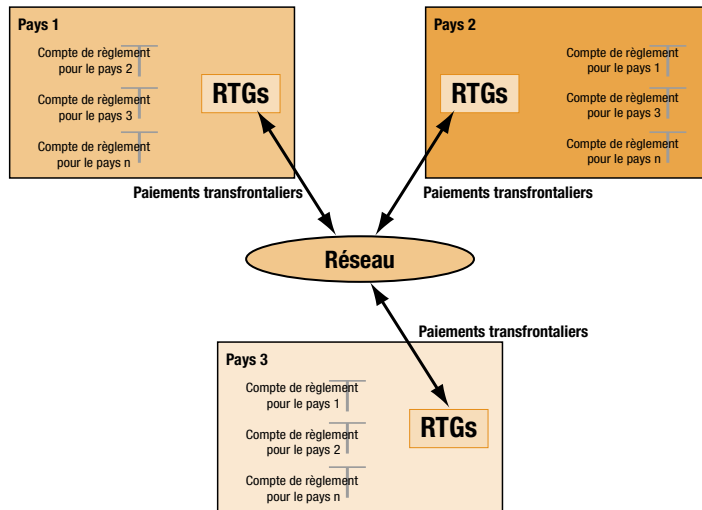 Pays 1
Compte de règlement
pour le pays 2
Compte de règlement
pour le pays 3
Compte de règlement
pour le pays n
RTGs
Pays 2
RTGs
Compte de règlement
pour le pays 1
Compte de règlement
pour le pays 3
Compte de règlement
pour le pays n
Paiements transfrontaliers
Paiements transfrontaliers
Réseau
Paiements transfrontaliers
Pays 3
Compte de règlement
pour le pays 1
Compte de règlement
pour le pays 2
Compte de règlement
pour le pays n
RTGs